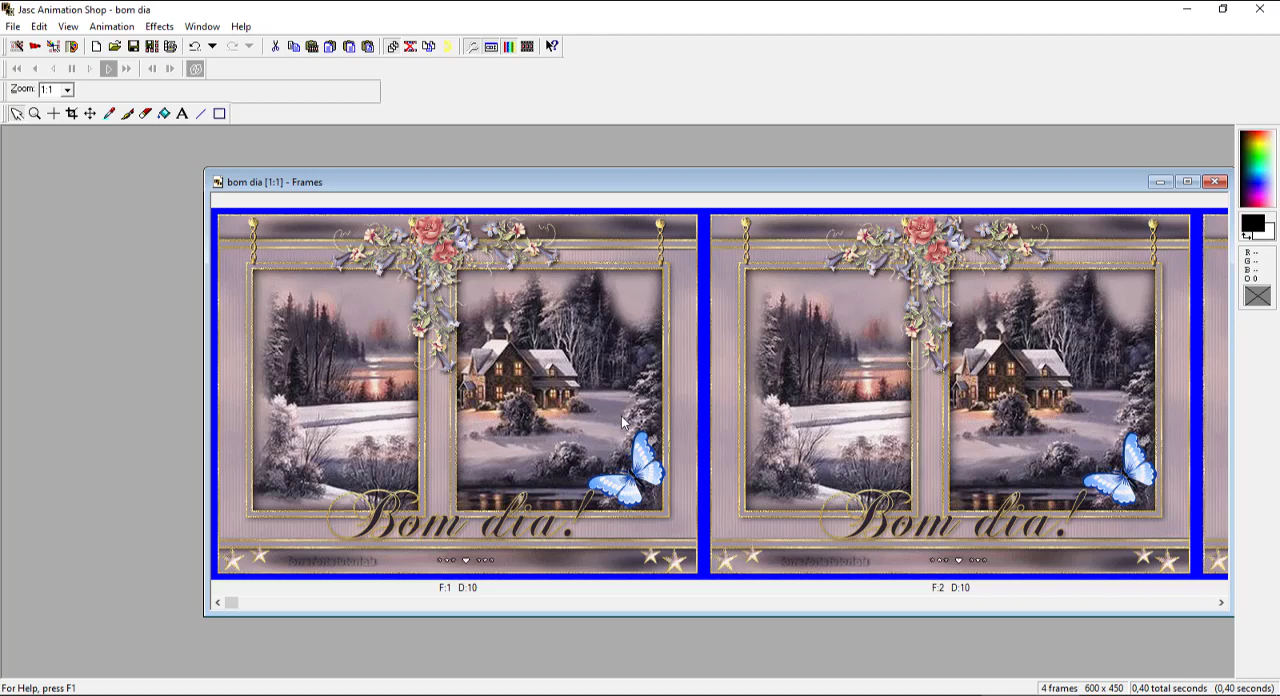 Jasc Animation Shop - bom dia
File Edit View Animation Effects Window Help
Zoom: 1:1
bom dia [1:1] - Frames
Bom dia!
Bom dia!
F:1 D:10
F:2 D:10
R --
G --
B --
O 0
For Help, press F1
4 frames 600 x 450 0,40 total seconds (0,40 seconds)